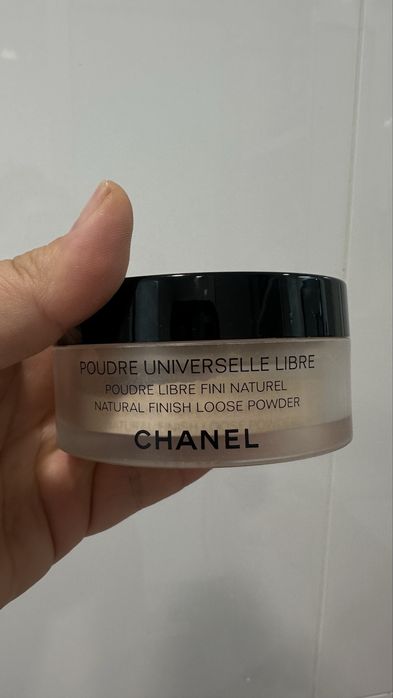 POUDRE UNIVERSELLE LIBRE
POUDRE LIBRE FINI NATUREL
NATURAL FINISH LOOSE POWDER
CHANEL